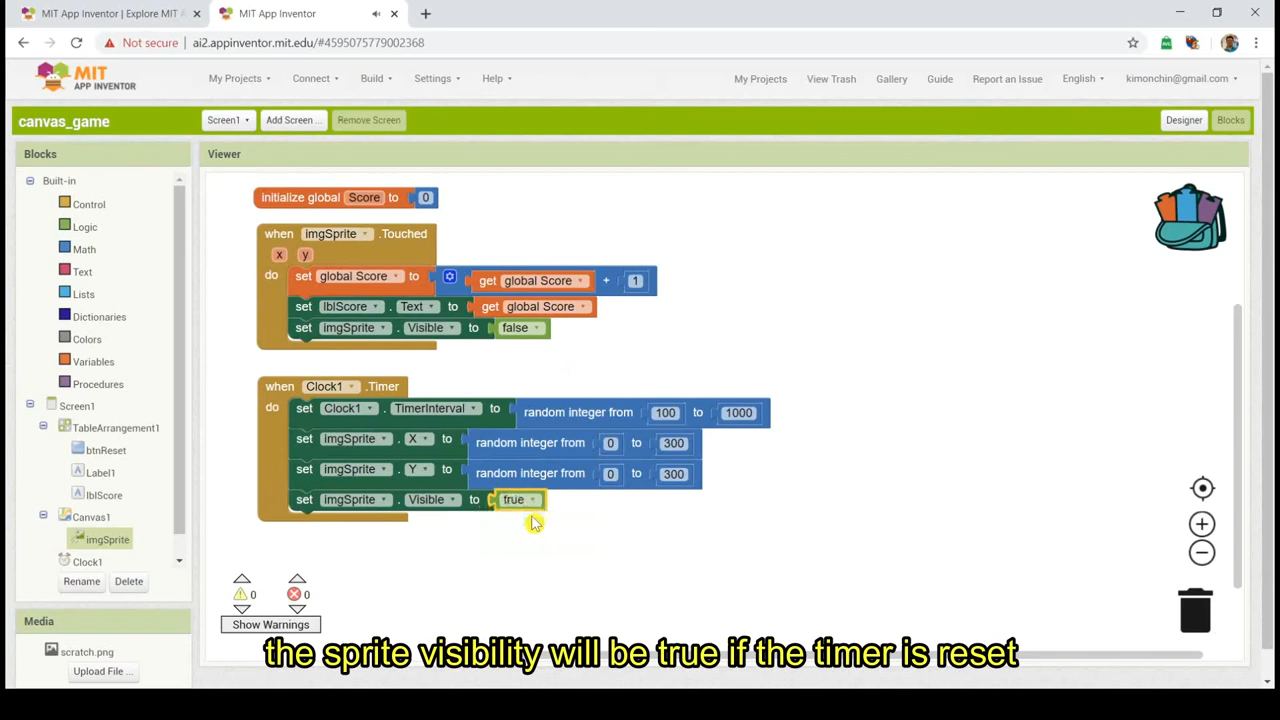 MIT App Inventor | Explore MIT A
MIT App Inventor
Not secure | ai2.appinventor.mit.edu/#4595075779002368
MIT
APP INVENTOR
My Projects
Connect
Build
Settings
Help
My Projects
View Trash
Gallery
Guide
Report an Issue
English
kimonchin@gmail.com
canvas_game
Screen1
Add Screen ...
Remove Screen
Designer
Blocks
Blocks
Built-in
Control
Logic
Math
Text
Lists
Dictionaries
Colors
Variables
Procedures
Screen1
TableArrangement1
btnReset
Label1
lblScore
Canvas1
imgSprite
Clock1
Rename
Delete
Media
scratch.png
Upload File ...
Viewer
initialize global Score to 0
when imgSprite .Touched
x y
do set global Score to get global Score + 1
set lblScore . Text to get global Score
set imgSprite . Visible to false
when Clock1 .Timer
do set Clock1 . TimerInterval to random integer from 100 to 1000
set imgSprite . X to random integer from 0 to 300
set imgSprite . Y to random integer from 0 to 300
set imgSprite . Visible to true
0 0
Show Warnings
the sprite visibility will be true if the timer is reset